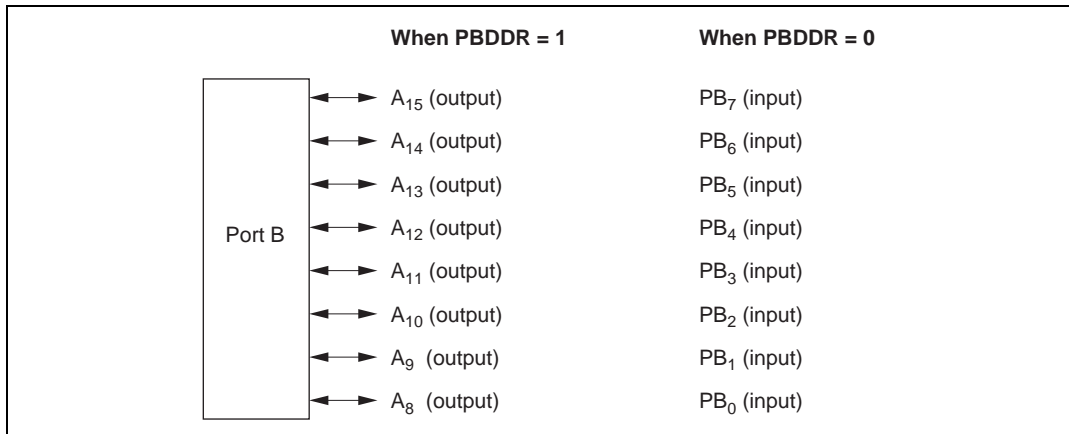 When PBDDR = 1 When PBDDR = 0
A15 (output) PB7 (input)
A14 (output) PB6 (input)
A13 (output) PB5 (input)
Port B A12 (output) PB4 (input)
A11 (output) PB3 (input)
A10 (output) PB2 (input)
A9 (output) PB1 (input)
A8 (output) PB0 (input)